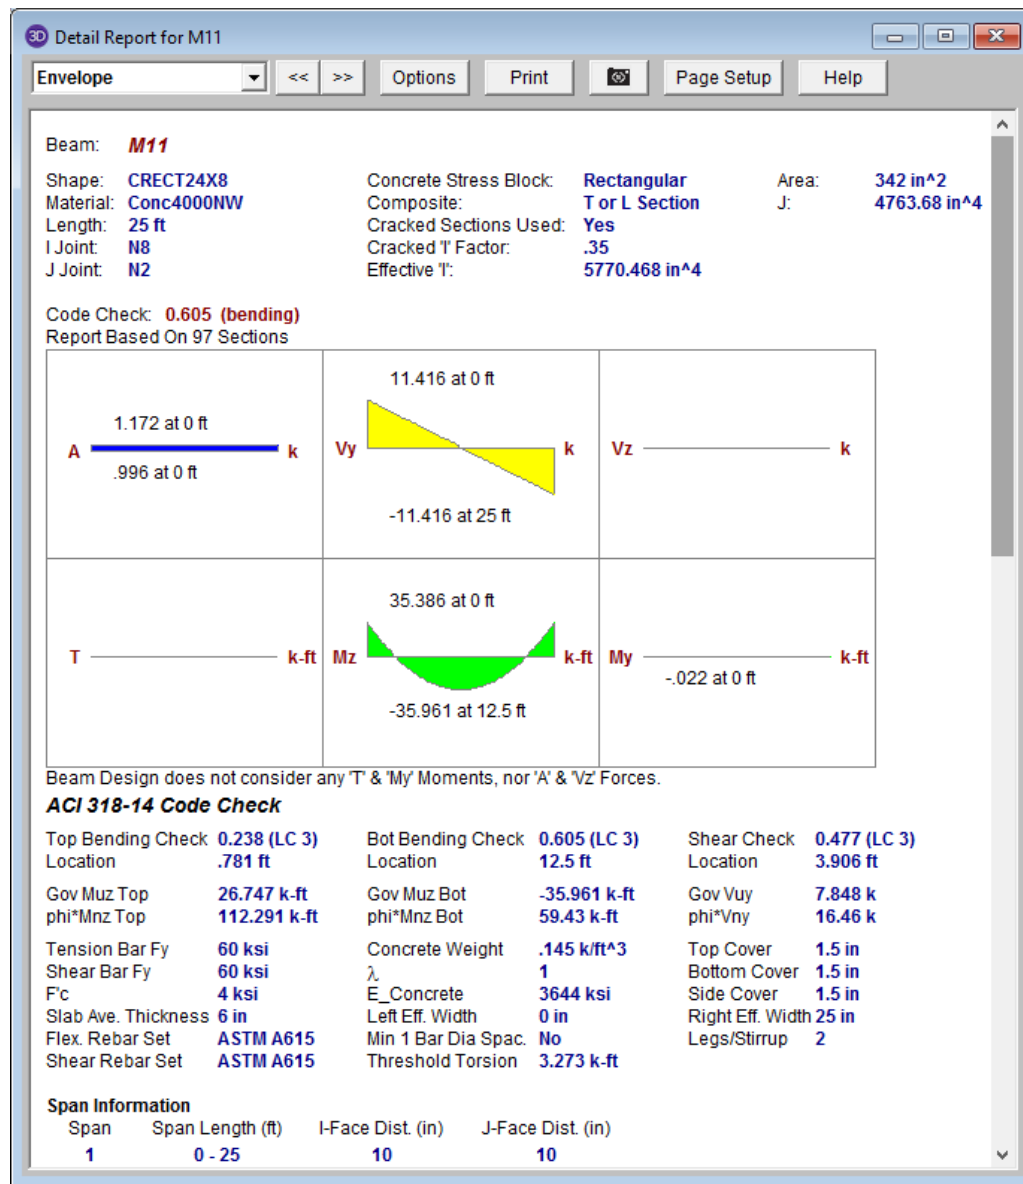 3D Detail Report for M11
Envelope << >> Options Print Page Setup Help
Beam: M11
Shape: CRECT24X8 Concrete Stress Block: Rectangular Area: 342 in^2
Material: Conc4000NW Composite: T or L Section J: 4763.68 in^4
Length: 25 ft Cracked Sections Used: Yes
I Joint: N8 Cracked 'I' Factor: .35
J Joint: N2 Effective 'I': 5770.468 in^4
Code Check: 0.605 (bending)
Report Based On 97 Sections
11.416 at 0 ft
1.172 at 0 ft
A k Vy k Vz k
.996 at 0 ft
-11.416 at 25 ft
35.386 at 0 ft
T k-ft Mz k-ft My k-ft
-.022 at 0 ft
-35.961 at 12.5 ft
Beam Design does not consider any 'T' & 'My' Moments, nor 'A' & 'Vz' Forces.
ACI 318-14 Code Check
Top Bending Check 0.238 (LC 3) Bot Bending Check 0.605 (LC 3) Shear Check 0.477 (LC 3)
Location .781 ft Location 12.5 ft Location 3.906 ft
Gov Muz Top 26.747 k-ft Gov Muz Bot -35.961 k-ft Gov Vuy 7.848 k
phi*Mnz Top 112.291 k-ft phi*Mnz Bot 59.43 k-ft phi*Vny 16.46 k
Tension Bar Fy 60 ksi Concrete Weight .145 k/ft^3 Top Cover 1.5 in
Shear Bar Fy 60 ksi λ 1 Bottom Cover 1.5 in
F'c 4 ksi E_Concrete 3644 ksi Side Cover 1.5 in
Slab Ave. Thickness 6 in Left Eff. Width 0 in Right Eff. Width 25 in
Flex. Rebar Set ASTM A615 Min 1 Bar Dia Spac. No Legs/Stirrup 2
Shear Rebar Set ASTM A615 Threshold Torsion 3.273 k-ft
Span Information
Span Span Length (ft) I-Face Dist. (in) J-Face Dist. (in)
1 0 - 25 10 10